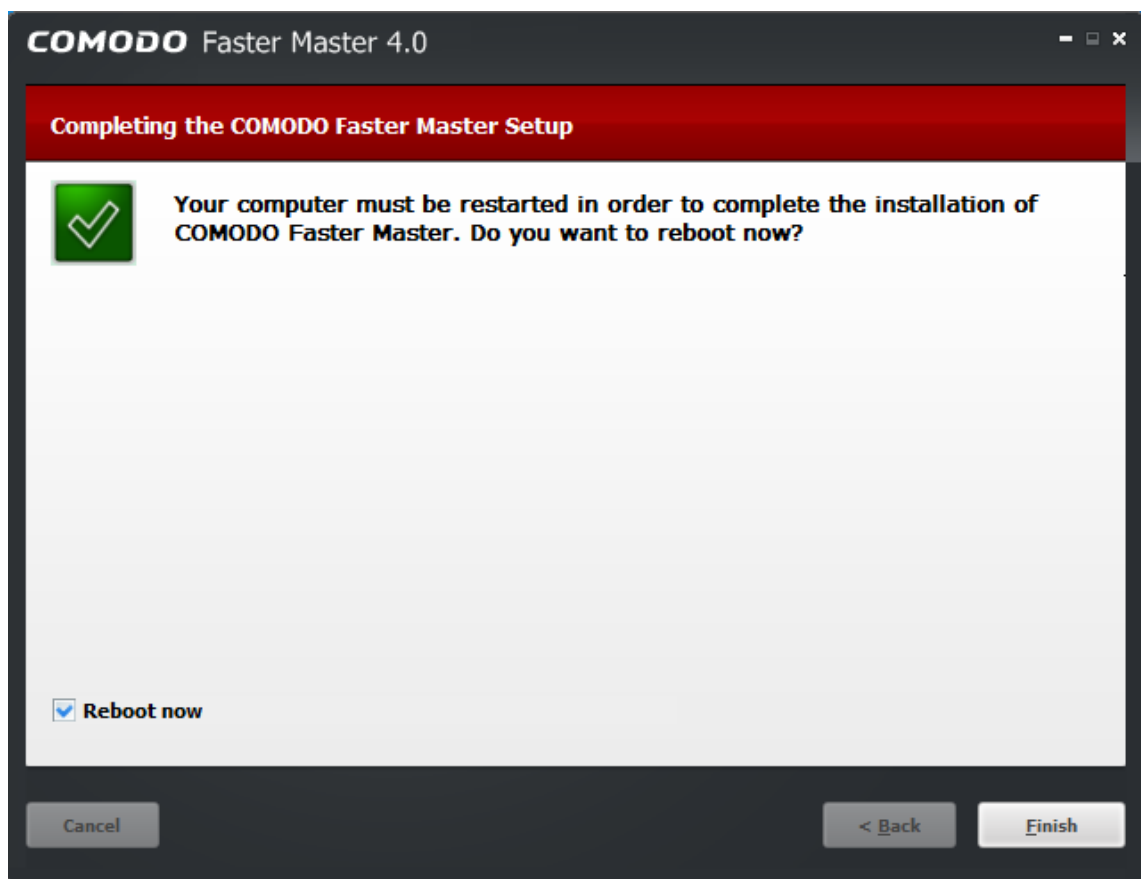 COMODO Faster Master 4.0
Completing the COMODO Faster Master Setup
Your computer must be restarted in order to complete the installation of
COMODO Faster Master. Do you want to reboot now?
Reboot now
Cancel
< Back
Finish